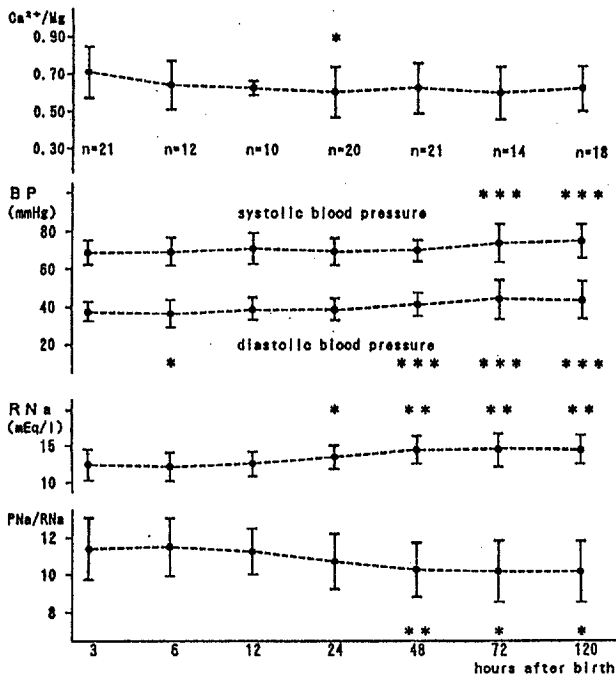 Ca²⁺/Mg
0.90
*
0.70
0.50
0.30
n=21 n=12 n=10 n=20 n=21 n=14 n=18
BP
(mmHg)
*** ***
systolic blood pressure
80
60
40
20
diastolic blood pressure
* *** *** ***
RNa
(mEq/l)
* ** ** **
15
10
PNa/RNa
12
10
8
** * *
3 6 12 24 48 72 120
hours after birth